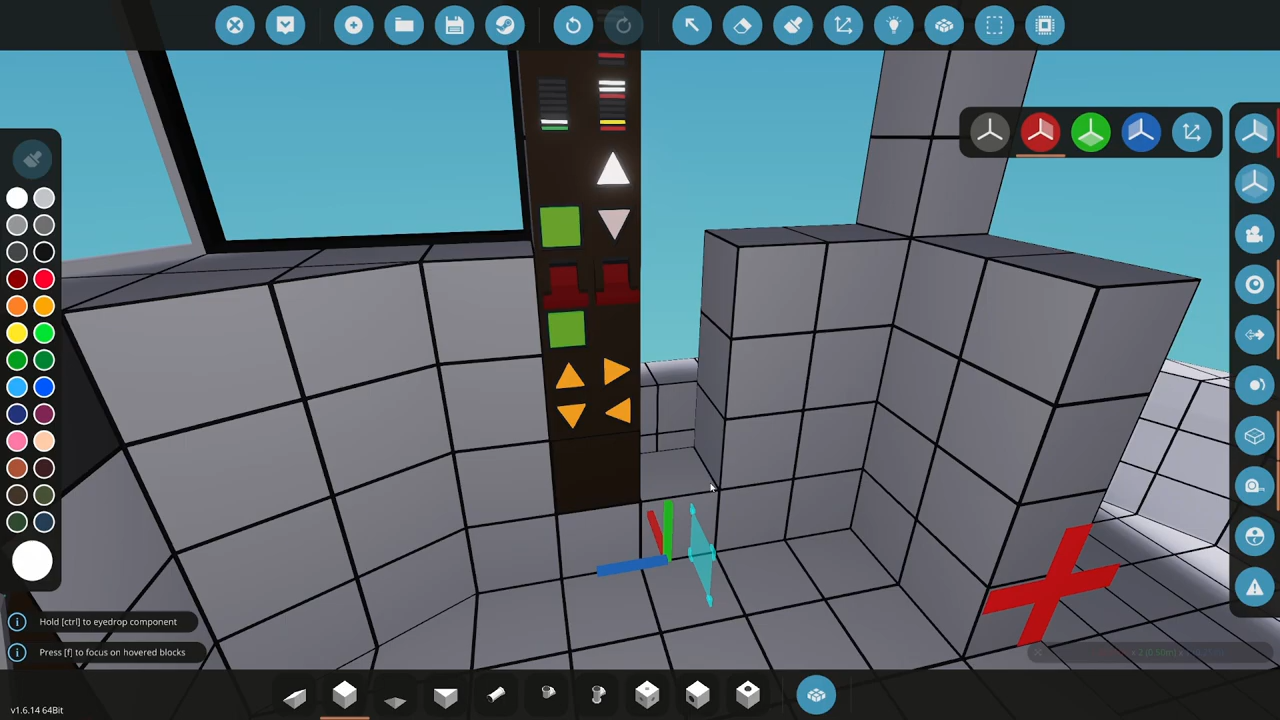 Hold [ctrl] to eyedrop component
Press [f] to focus on hovered blocks
v1.6.14 64Bit